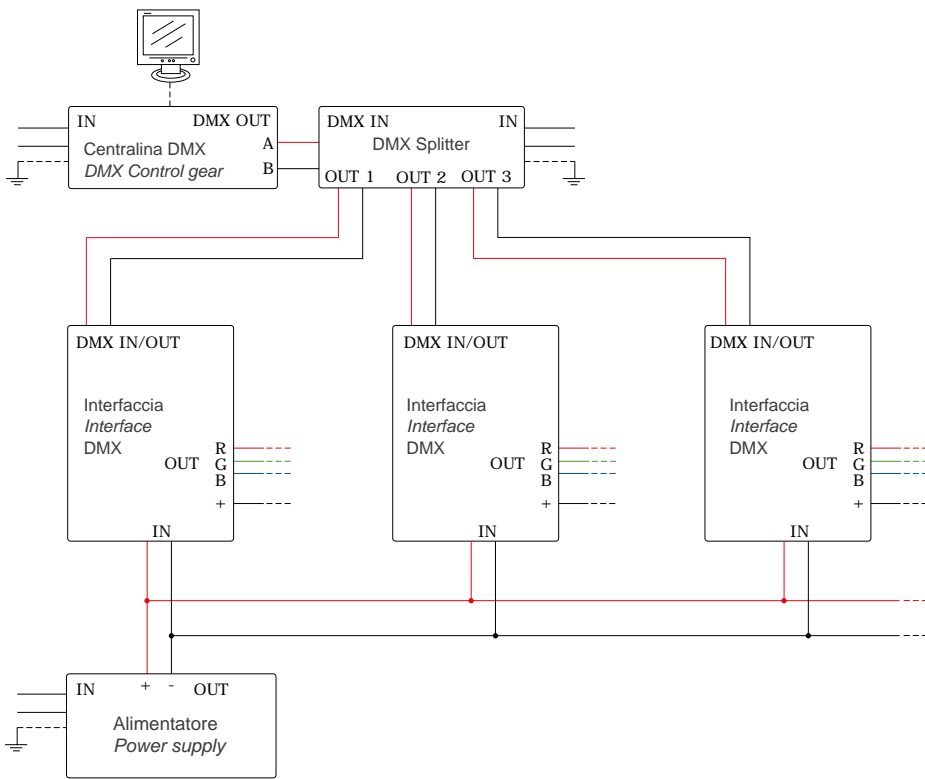 IN DMX OUT
Centralina DMX A
DMX Control gear B
DMX IN IN
DMX Splitter
OUT 1 OUT 2 OUT 3
DMX IN/OUT
Interfaccia
Interface
DMX
OUT
R
G
B
+
IN
DMX IN/OUT
Interfaccia
Interface
DMX
OUT
R
G
B
+
IN
DMX IN/OUT
Interfaccia
Interface
DMX
OUT
R
G
B
+
IN
IN + - OUT
Alimentatore
Power supply